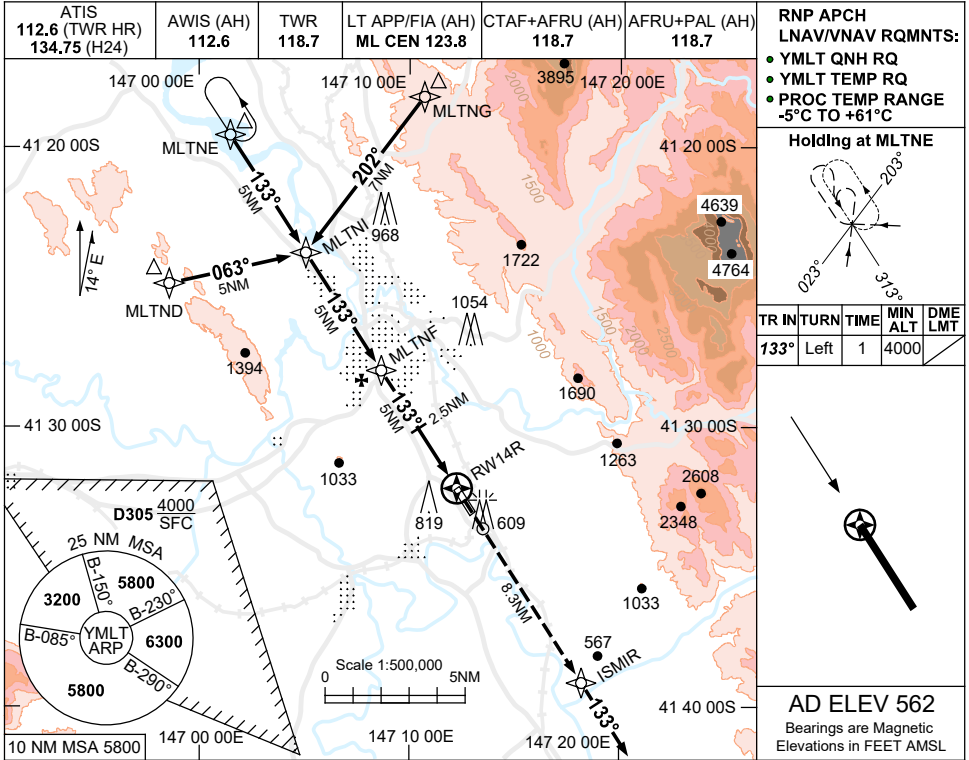 ATIS
112.6 (TWR HR)
134.75 (H24)
AWIS (AH)
112.6
TWR
118.7
LT APP/FIA (AH)
ML CEN 123.8
CTAF+AFRU (AH)
118.7
AFRU+PAL (AH)
118.7
RNP APCH
LNAV/VNAV RQMNTS:
YMLT QNH RQ
YMLT TEMP RQ
PROC TEMP RANGE
-5°C TO +61°C
Holding at MLTNE
203°
023°
313°
TR IN
TURN
TIME
MIN
ALT
DME
LMT
133°
Left
1
4000
AD ELEV 562
Bearings are Magnetic
Elevations in FEET AMSL
147 00 00E
147 10 00E
147 20 00E
3895
2000
MLTNG
MLTNE
41 20 00S
41 20 00S
202°
7NM
1500
133°
5NM
968
MLTNI
4639
4764
1722
14° E
063°
5NM
MLTND
133°
5NM
1054
1000
1500
2000
2500
MLTNF
1394
1690
133°
5NM
2.5NM
41 30 00S
41 30 00S
1263
1033
RW14R
2608
2348
819
609
D305
4000
SFC
25 NM MSA
B-150°
5800
3200
B-230°
B-085°
YMLT
ARP
6300
5800
B-290°
8.3NM
1033
567
ISMIR
Scale 1:500,000
0
5NM
133°
41 40 00S
10 NM MSA 5800
147 00 00E
147 10 00E
147 20 00E